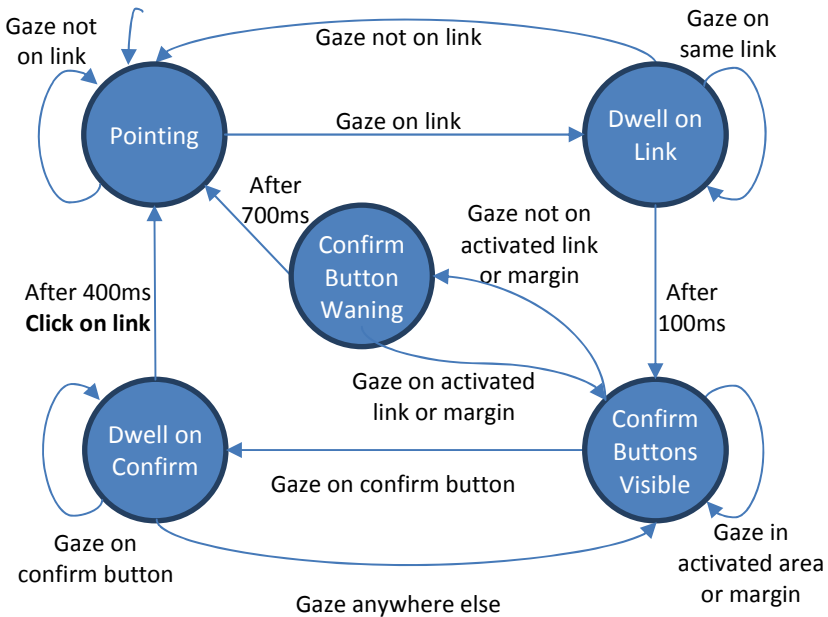 Gaze not
on link
Gaze not on link
Gaze on
same link
Pointing
Gaze on link
Dwell on
Link
After
700ms
Confirm
Button
Waning
Gaze not on
activated link
or margin
After 400ms
Click on link
After
100ms
Gaze on activated
link or margin
Dwell on
Confirm
Gaze on confirm button
Confirm
Buttons
Visible
Gaze on
confirm button
Gaze in
activated area
or margin
Gaze anywhere else